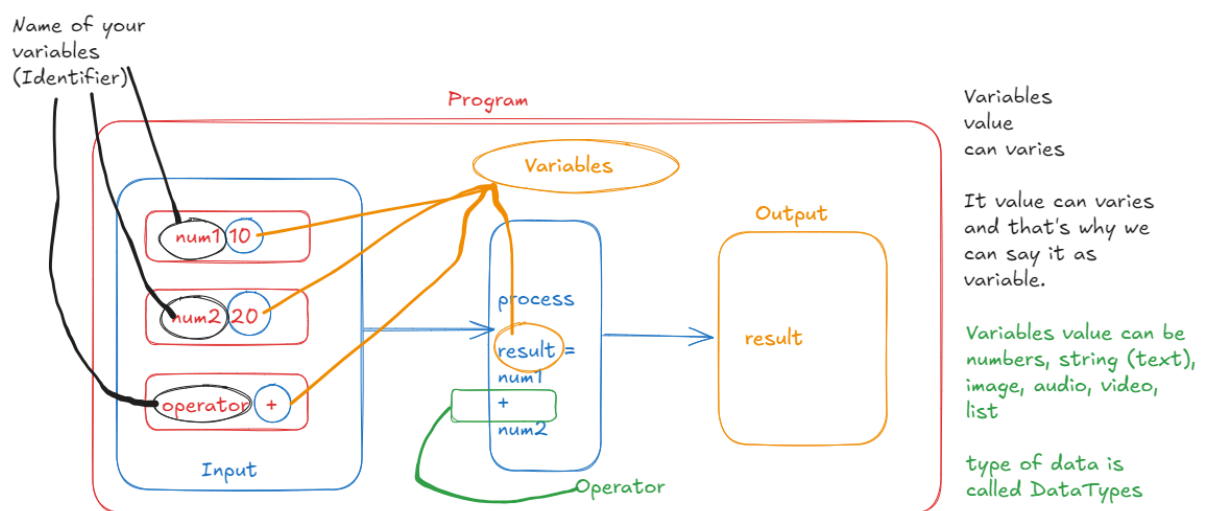 Name of your
variables
(Identifier)
Program
Variables
num1 10
num2 20
operator +
Input
process
result =
num1
+
num2
Operator
Output
result
Variables
value
can varies
It value can varies
and that's why we
can say it as
variable.
Variables value can be
numbers, string (text),
image, audio, video,
list
type of data is
called DataTypes